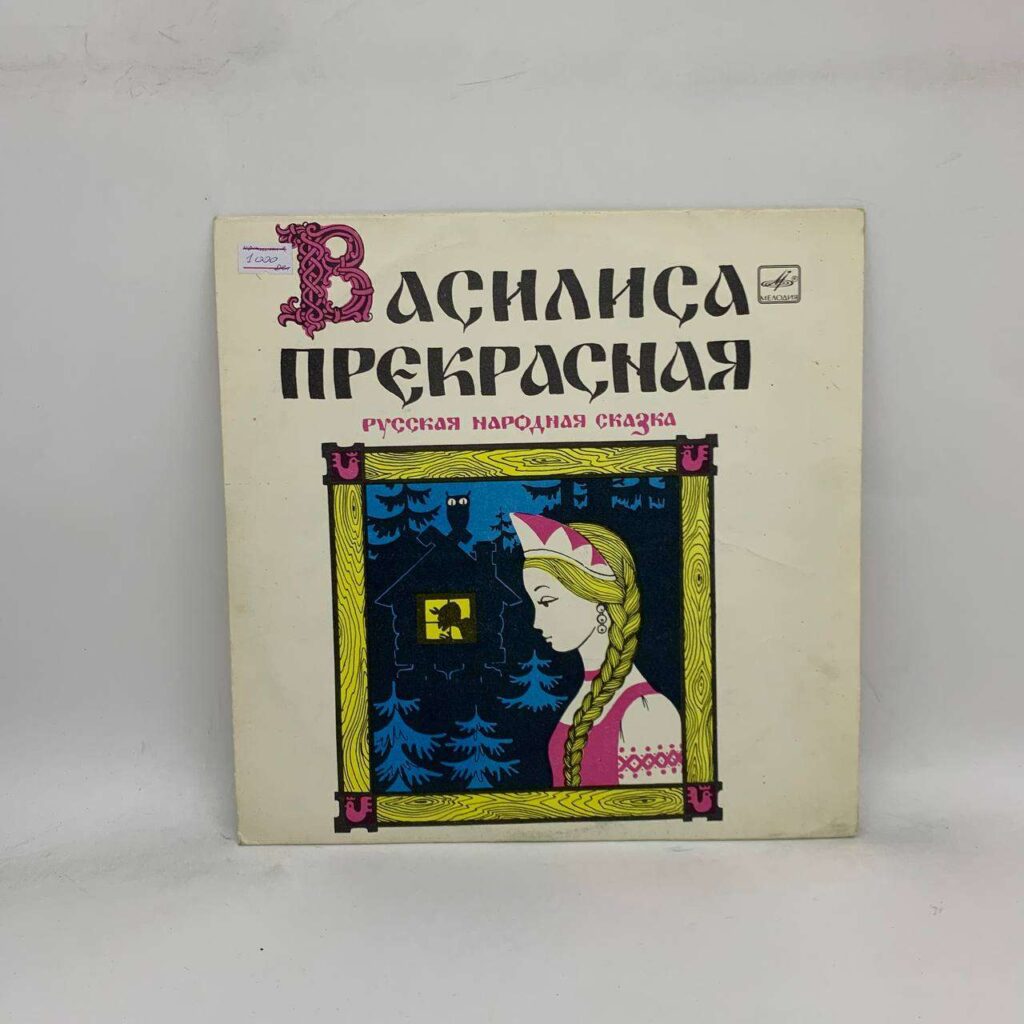 Василиса
прекрасная
русская народная сказка
МЕЛОДИЯ
1000